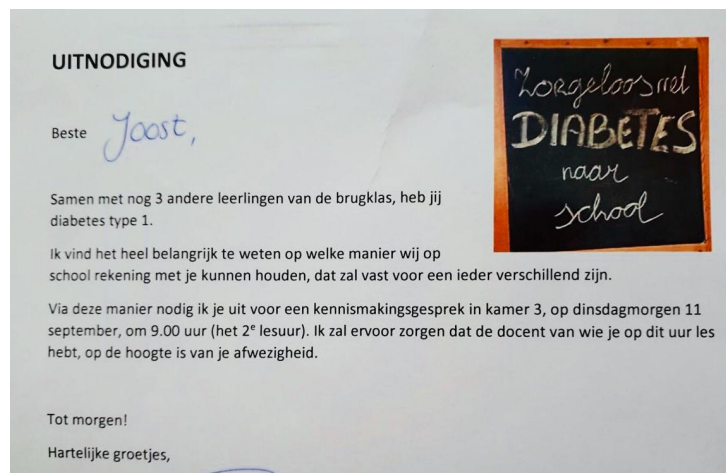 UITNODIGING
Zorgeloos met
DIABETES
naar
school
Beste Joost,
Samen met nog 3 andere leerlingen van de brugklas, heb jij
diabetes type 1.
Ik vind het heel belangrijk te weten op welke manier wij op
school rekening met je kunnen houden, dat zal vast voor een ieder verschillend zijn.
Via deze manier nodig ik je uit voor een kennismakingsgesprek in kamer 3, op dinsdagmorgen 11
september, om 9.00 uur (het 2e lesuur). Ik zal ervoor zorgen dat de docent van wie je op dit uur les
hebt, op de hoogte is van je afwezigheid.
Tot morgen!
Hartelijke groetjes,